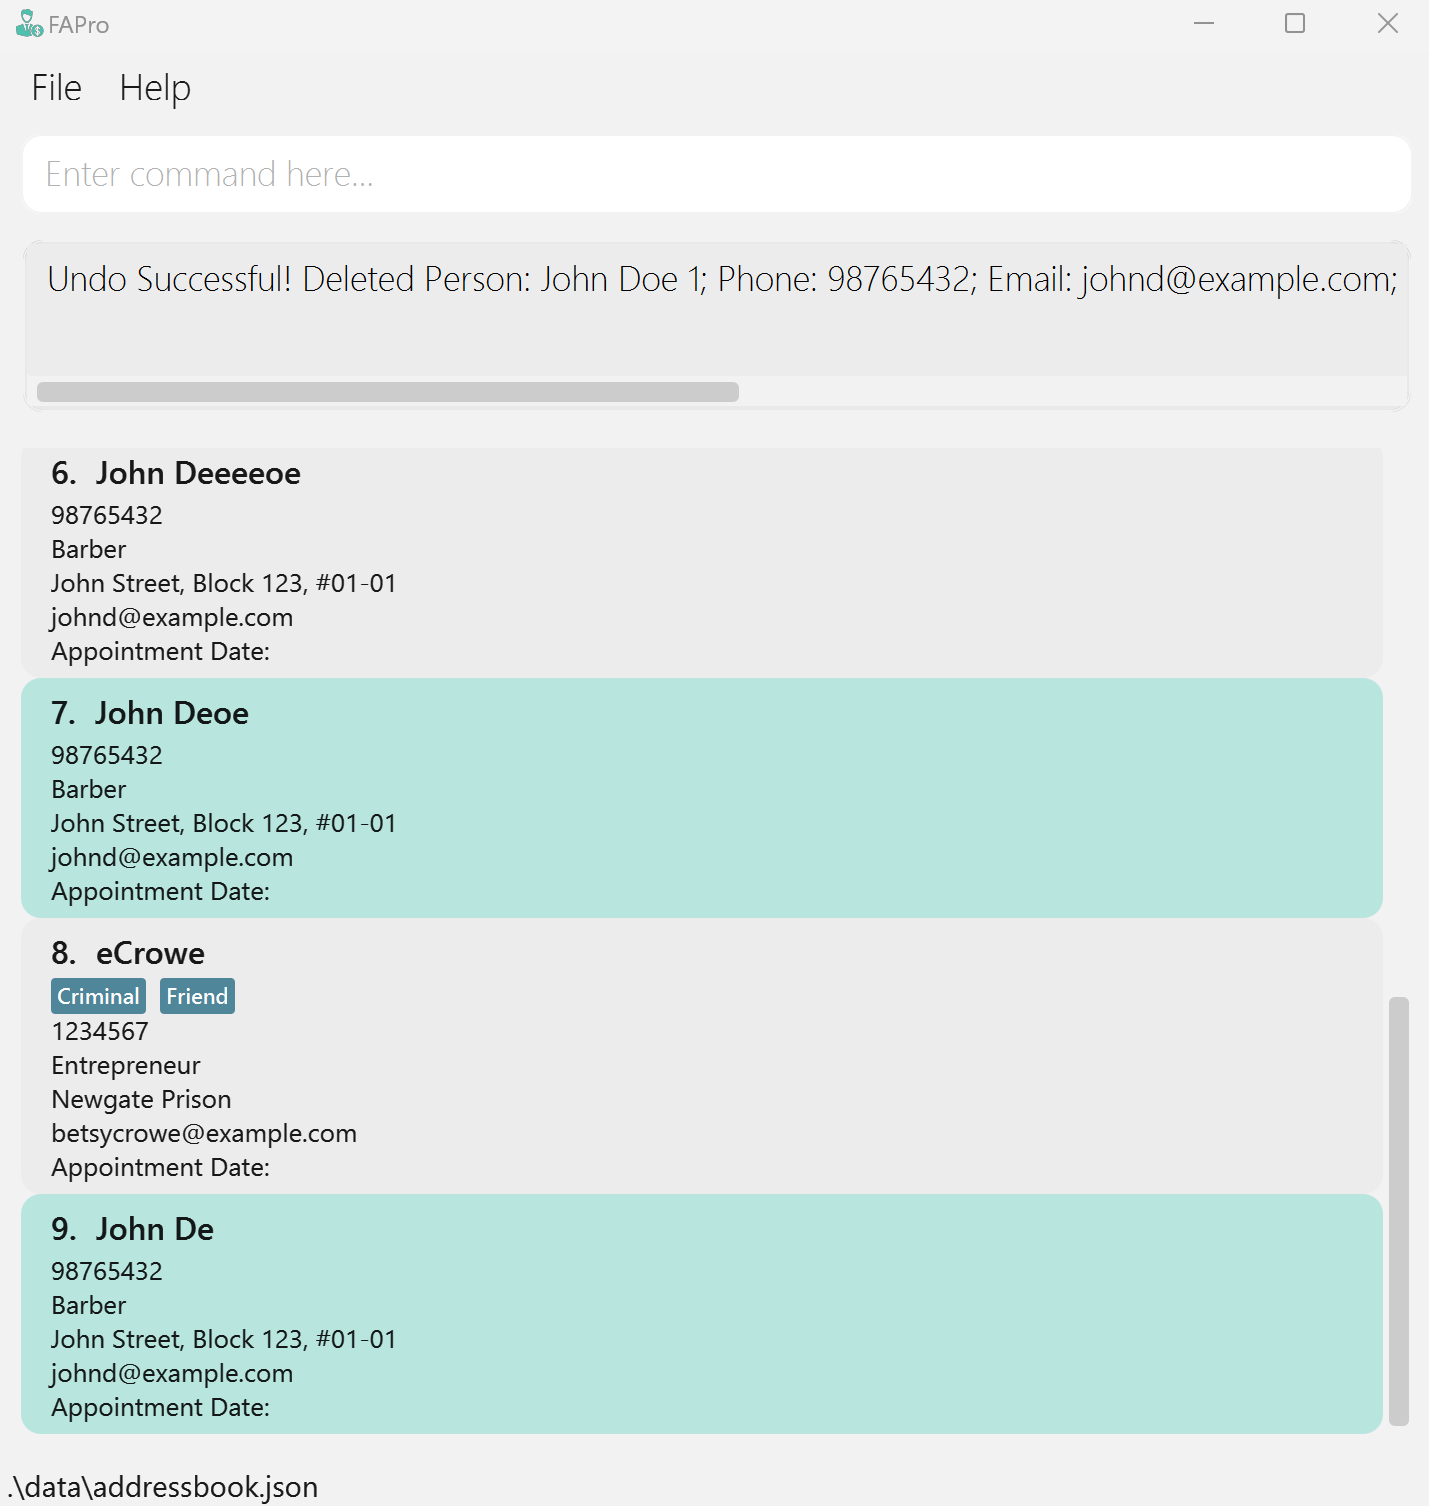 FAPro
File Help
Enter command here...
Undo Successful! Deleted Person: John Doe 1; Phone: 98765432; Email: johnd@example.com;
6. John Deeeeoe
98765432
Barber
John Street, Block 123, #01-01
johnd@example.com
Appointment Date:
7. John Deoe
98765432
Barber
John Street, Block 123, #01-01
johnd@example.com
Appointment Date:
8. eCrowe
Criminal Friend
1234567
Entrepreneur
Newgate Prison
betsycrowe@example.com
Appointment Date:
9. John De
98765432
Barber
John Street, Block 123, #01-01
johnd@example.com
Appointment Date:
.\data\addressbook.json